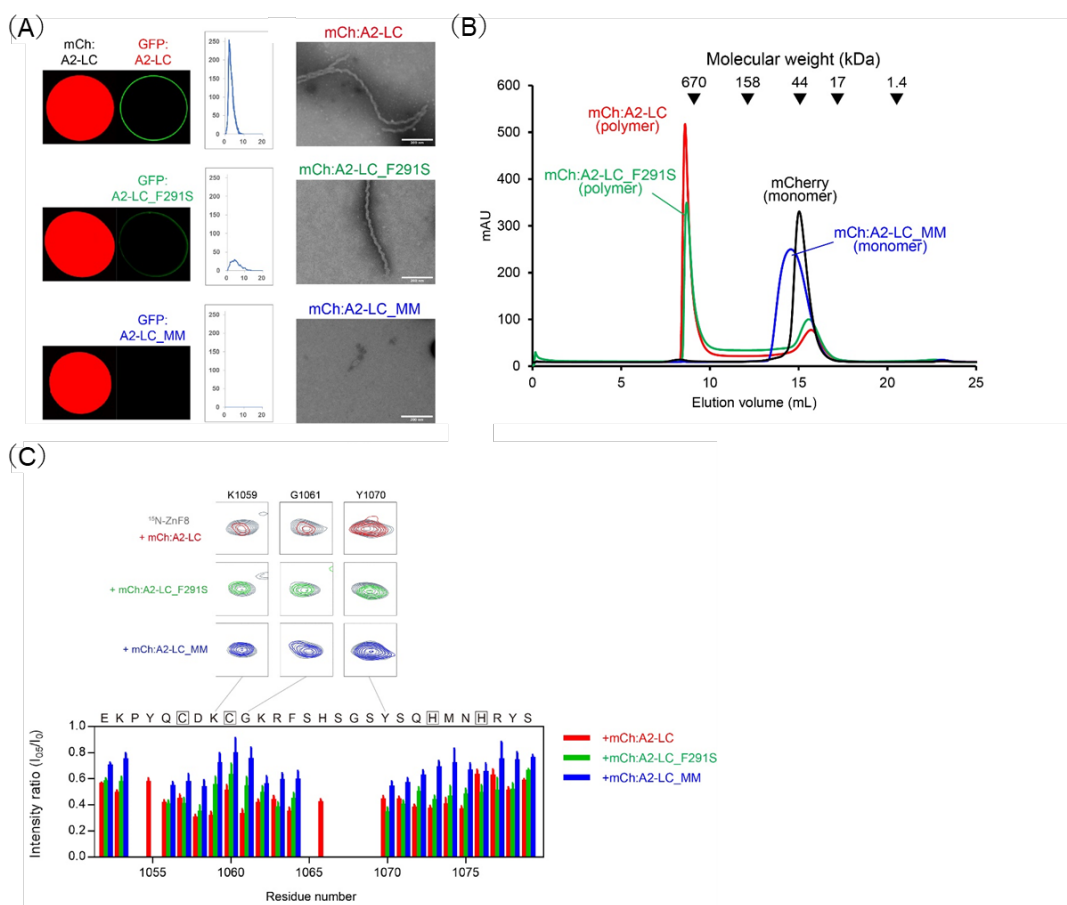 (A)
mCh:
A2-LC
GFP:
A2-LC
250
200
150
100
50
0
0 10 20
mCh:A2-LC
GFP:
A2-LC_F291S
250
200
150
100
50
0
0 10 20
mCh:A2-LC_F291S
GFP:
A2-LC_MM
250
200
150
100
50
0
0 10 20
mCh:A2-LC_MM
(B)
Molecular weight (kDa)
670 158 44 17 1.4
mAU
600
500
400
300
200
100
0
mCh:A2-LC
(polymer)
mCh:A2-LC_F291S
(polymer)
mCherry
(monomer)
mCh:A2-LC_MM
(monomer)
0 5 10 15 20 25
Elution volume (mL)
(C)
K1059 G1061 Y1070
¹⁵N-ZnF8
+ mCh:A2-LC
+ mCh:A2-LC_F291S
+ mCh:A2-LC_MM
E K P Y Q C D K C G K R F S H S G S Y S Q H M N H R Y S
Intensity ratio (I₀.₅/I₀)
1.0
0.8
0.6
0.4
0.2
0.0
1055 1060 1065 1070 1075
Residue number
+mCh:A2-LC
+mCh:A2-LC_F291S
+mCh:A2-LC_MM